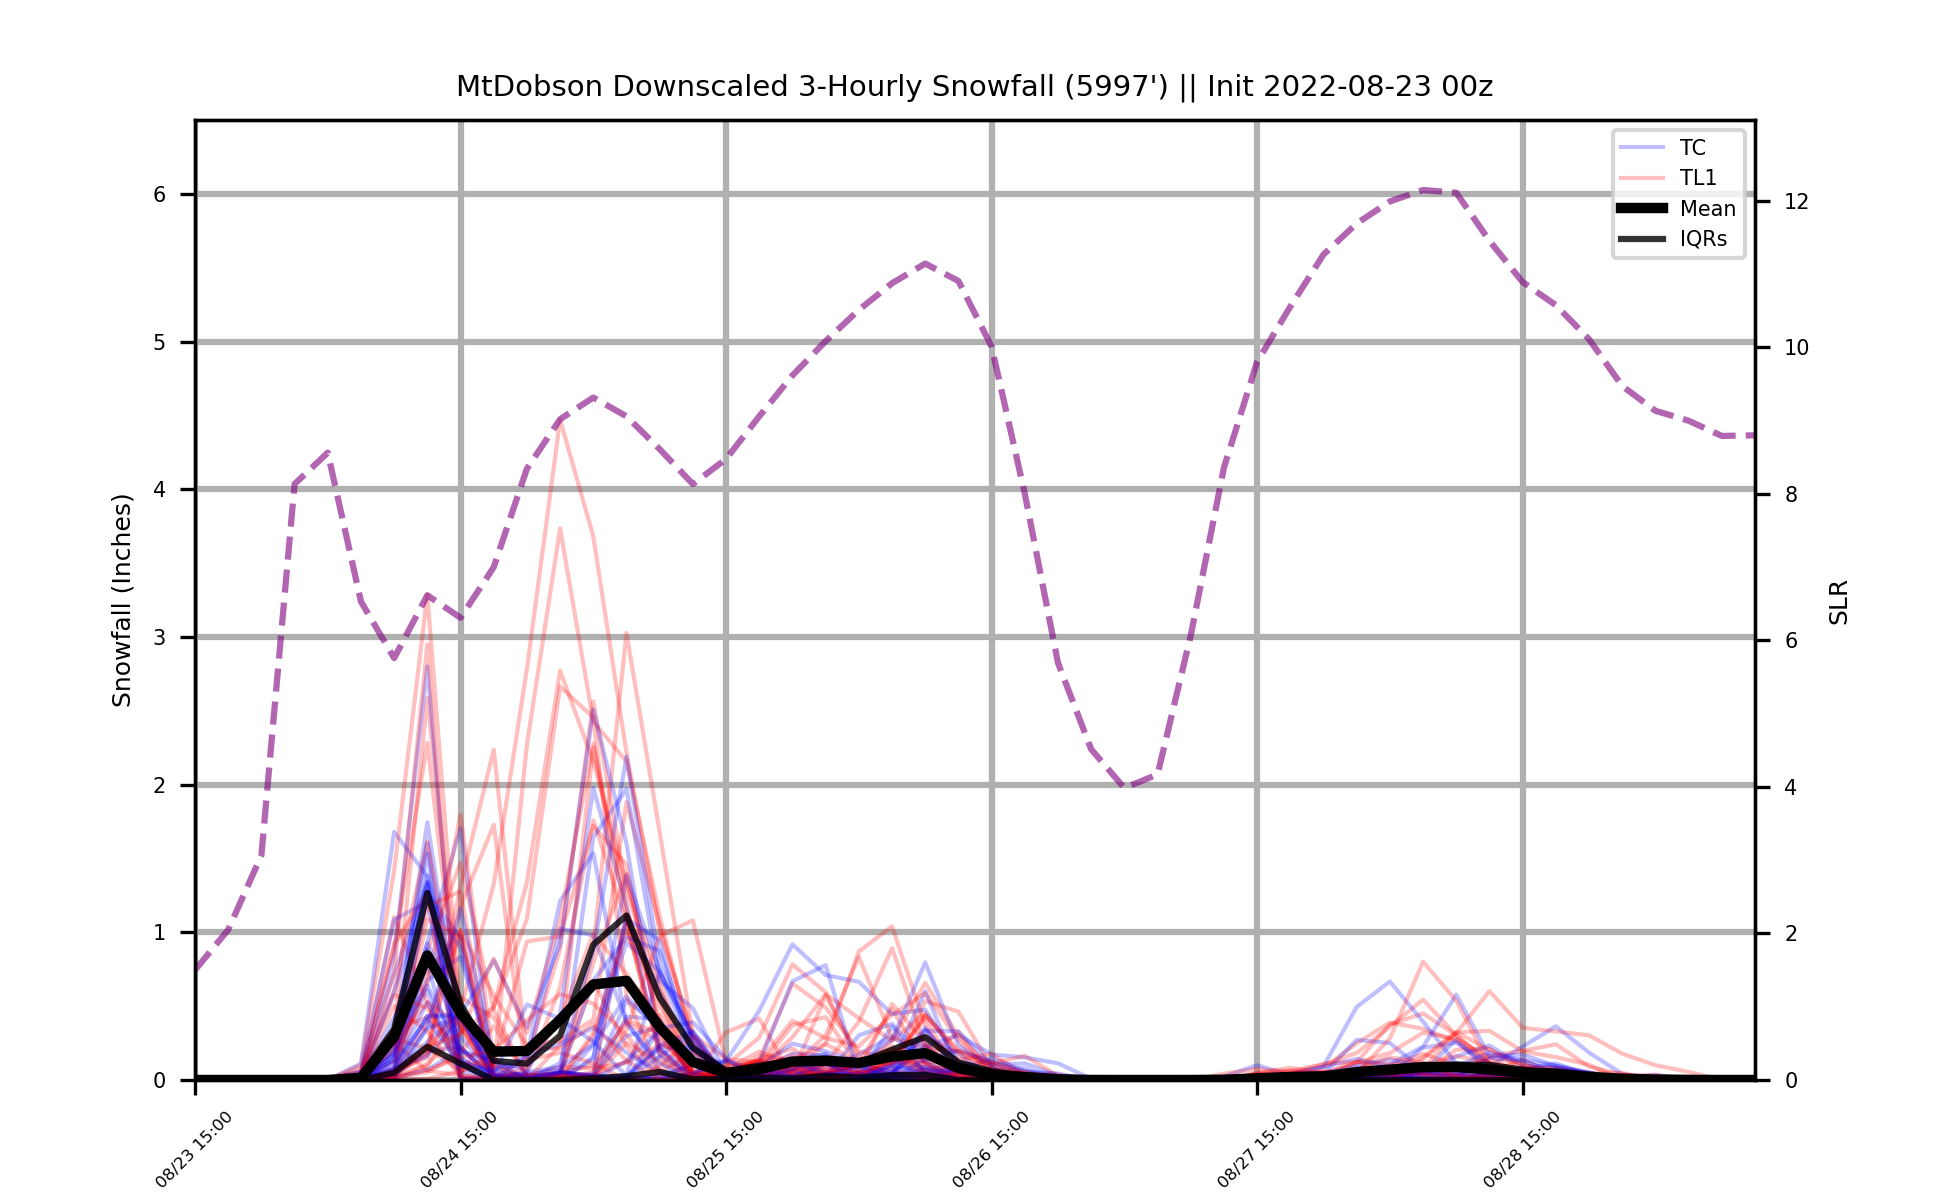 MtDobson Downscaled 3-Hourly Snowfall (5997') || Init 2022-08-23 00z
TC
TL1
Mean
IQRs
Snowfall (Inches)
6
5
4
3
2
1
0
SLR
12
10
8
6
4
2
0
08/23 15:00
08/24 15:00
08/25 15:00
08/26 15:00
08/27 15:00
08/28 15:00